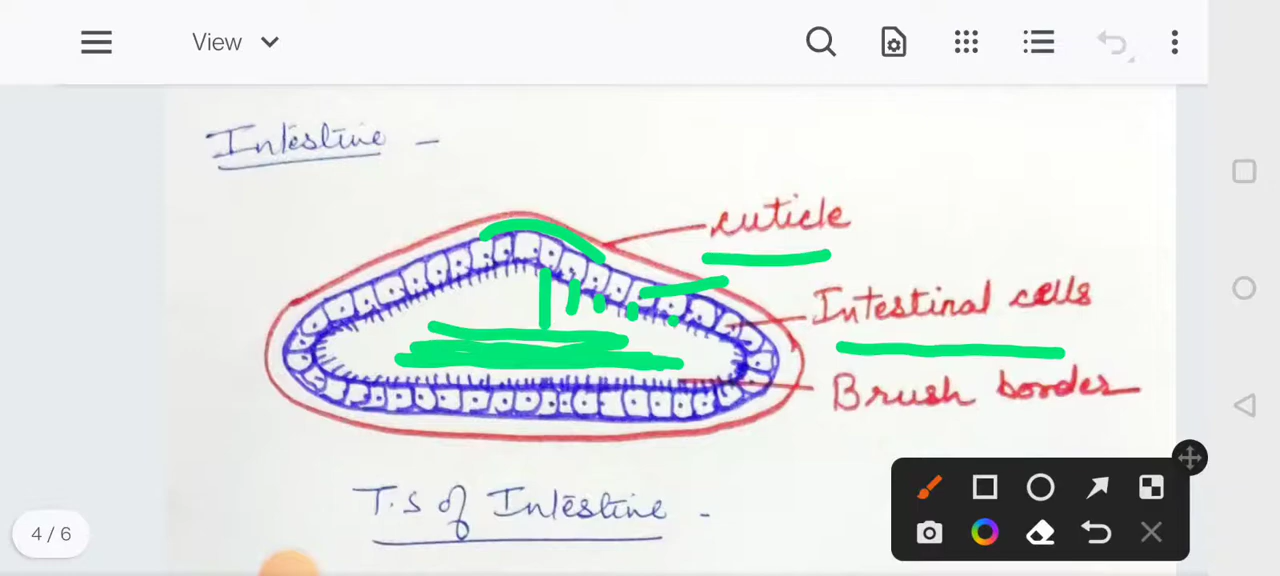 View
Intestine -
cuticle
Intestinal cells
Brush border
T.S of Intestine -
4 / 6